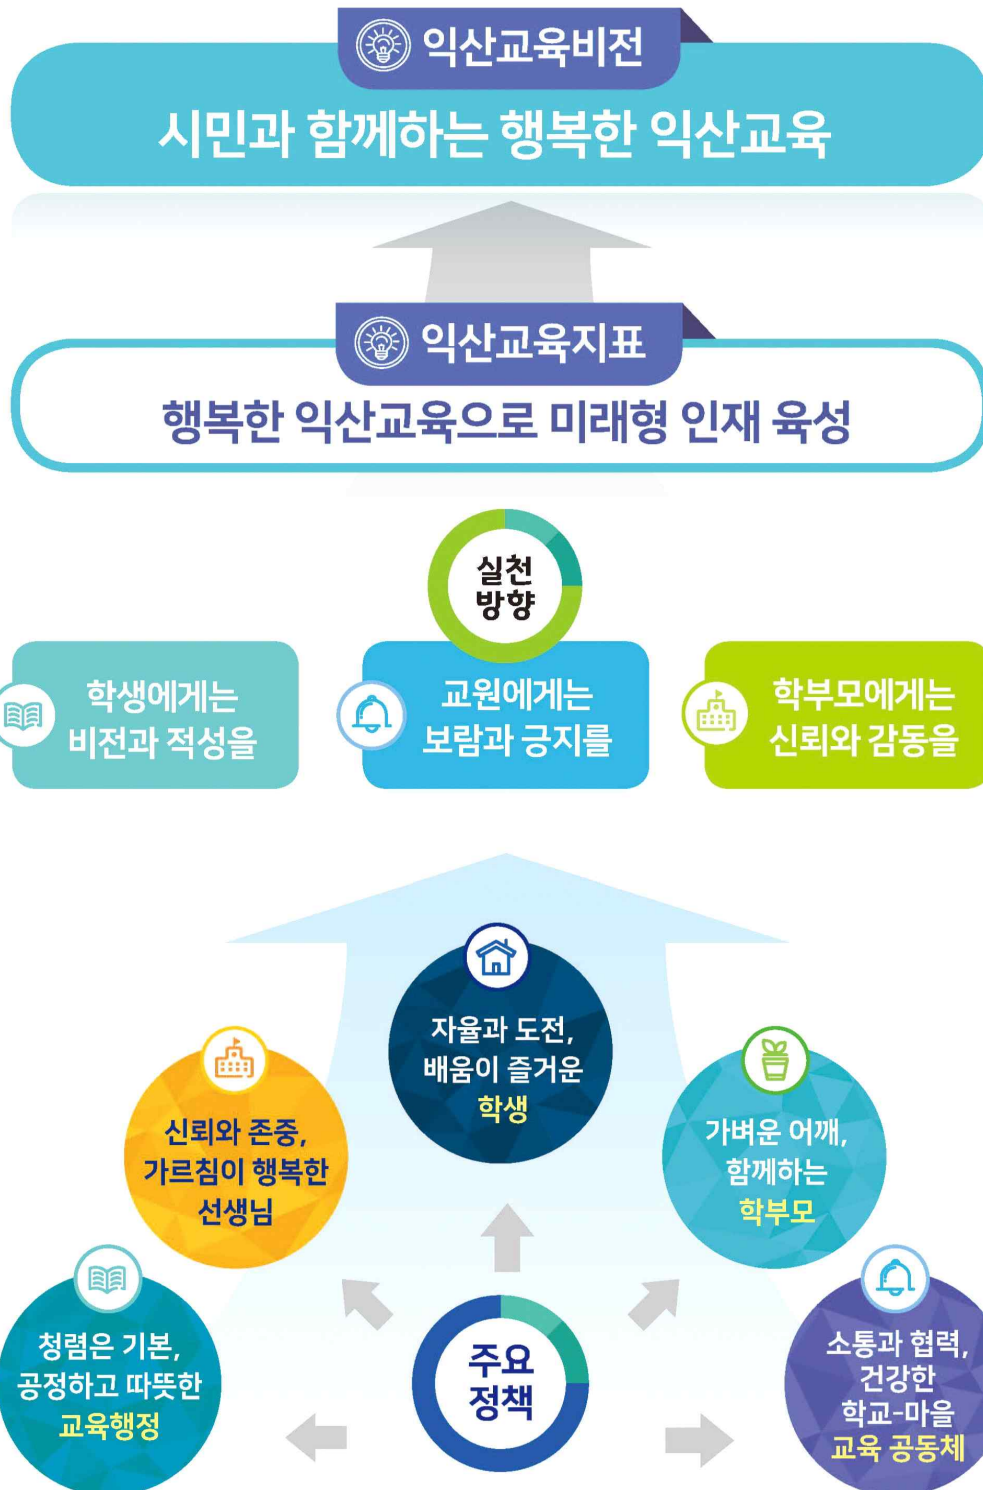 익산교육비전
시민과 함께하는 행복한 익산교육
익산교육지표
행복한 익산교육으로 미래형 인재 육성
실천
방향
학생에게는
비전과 적성을
교원에게는
보람과 긍지를
학부모에게는
신뢰와 감동을
자율과 도전,
배움이 즐거운
학생
신뢰와 존중,
가르침이 행복한
선생님
가벼운 어깨,
함께하는
학부모
청렴은 기본,
공정하고 따뜻한
교육행정
주요
정책
소통과 협력,
건강한
학교-마을
교육 공동체